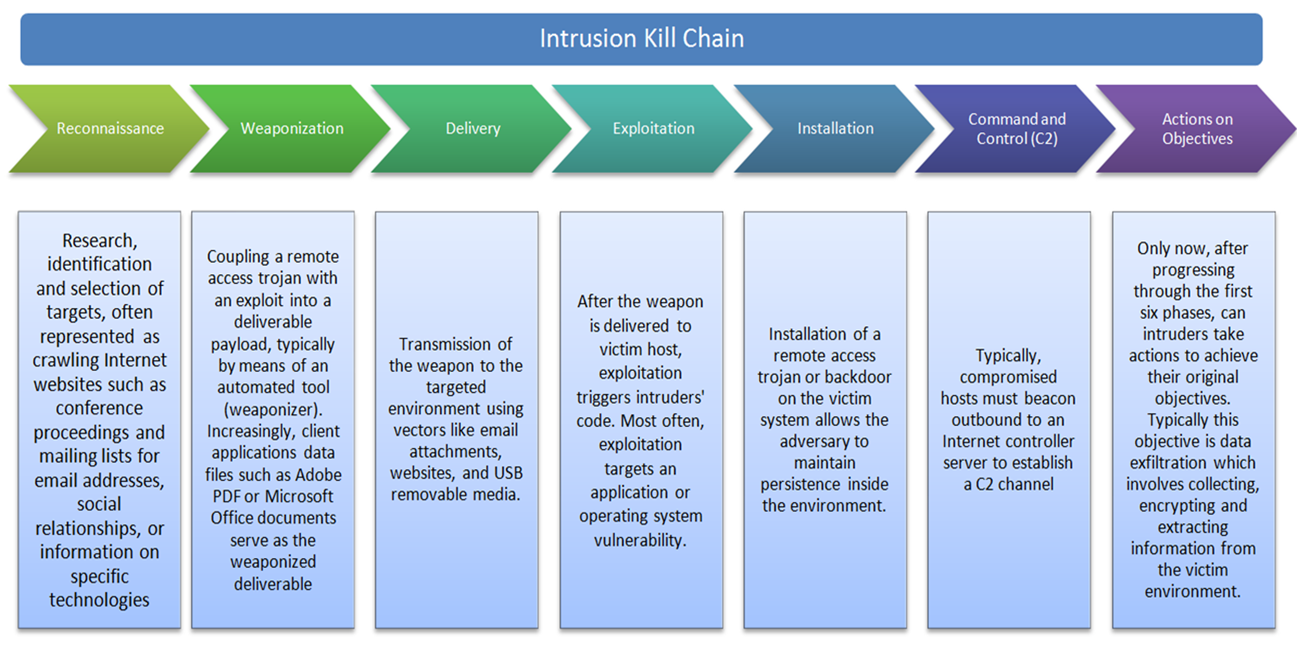 Intrusion Kill Chain
Reconnaissance
Weaponization
Delivery
Exploitation
Installation
Command and
Control (C2)
Actions on
Objectives
Research,
identification
and selection of
targets, often
represented as
crawling Internet
websites such as
conference
proceedings and
mailing lists for
email addresses,
social
relationships, or
information on
specific
technologies
Coupling a remote
access trojan with
an exploit into a
deliverable
payload, typically
by means of an
automated tool
(weaponizer).
Increasingly, client
applications data
files such as Adobe
PDF or Microsoft
Office documents
serve as the
weaponized
deliverable
Transmission of
the weapon to the
targeted
environment using
vectors like email
attachments,
websites, and USB
removable media.
After the weapon
is delivered to
victim host,
exploitation
triggers intruders'
code. Most often,
exploitation
targets an
application or
operating system
vulnerability.
Installation of a
remote access
trojan or backdoor
on the victim
system allows the
adversary to
maintain
persistence inside
the environment.
Typically,
compromised
hosts must beacon
outbound to an
Internet controller
server to establish
a C2 channel
Only now, after
progressing
through the first
six phases, can
intruders take
actions to achieve
their original
objectives.
Typically this
objective is data
exfiltration which
involves collecting,
encrypting and
extracting
information from
the victim
environment.